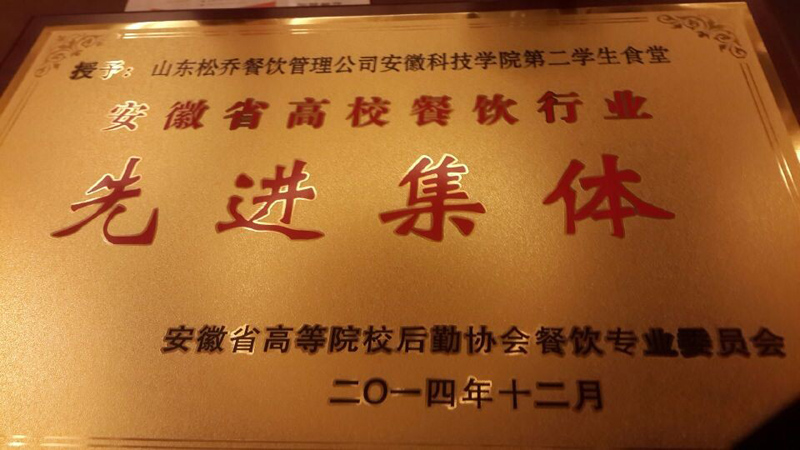 授予：山东松乔餐饮管理公司安徽科技学院第二学生食堂
安徽省高校餐饮行业
先进集体
安徽省高等院校后勤协会餐饮专业委员会
二〇一四年十二月